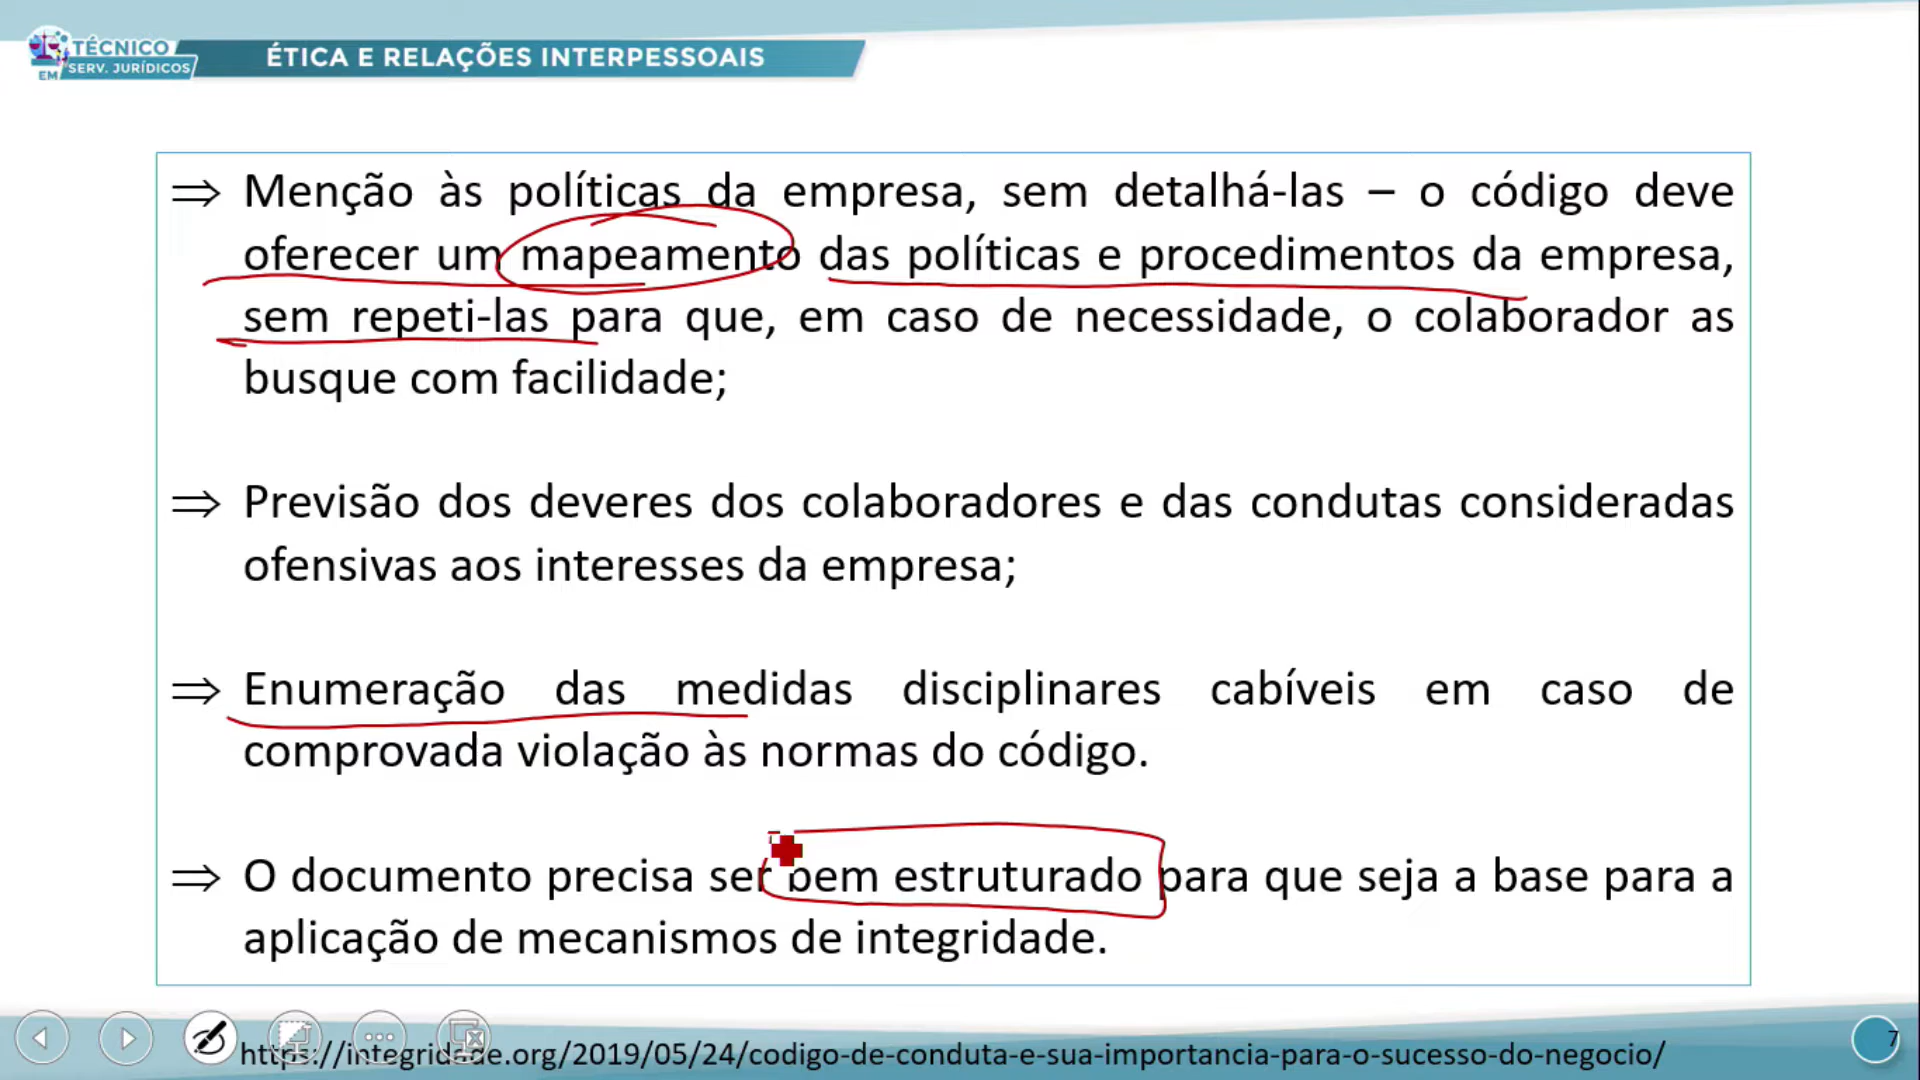 TÉCNICO
EM SERV. JURÍDICOS
ÉTICA E RELAÇÕES INTERPESSOAIS
⇒ Menção às políticas da empresa, sem detalhá-las – o código deve
oferecer um mapeamento das políticas e procedimentos da empresa,
sem repeti-las para que, em caso de necessidade, o colaborador as
busque com facilidade;
⇒ Previsão dos deveres dos colaboradores e das condutas consideradas
ofensivas aos interesses da empresa;
⇒ Enumeração das medidas disciplinares cabíveis em caso de
comprovada violação às normas do código.
⇒ O documento precisa ser bem estruturado para que seja a base para a
aplicação de mecanismos de integridade.
https://integridade.org/2019/05/24/codigo-de-conduta-e-sua-importancia-para-o-sucesso-do-negocio/
7